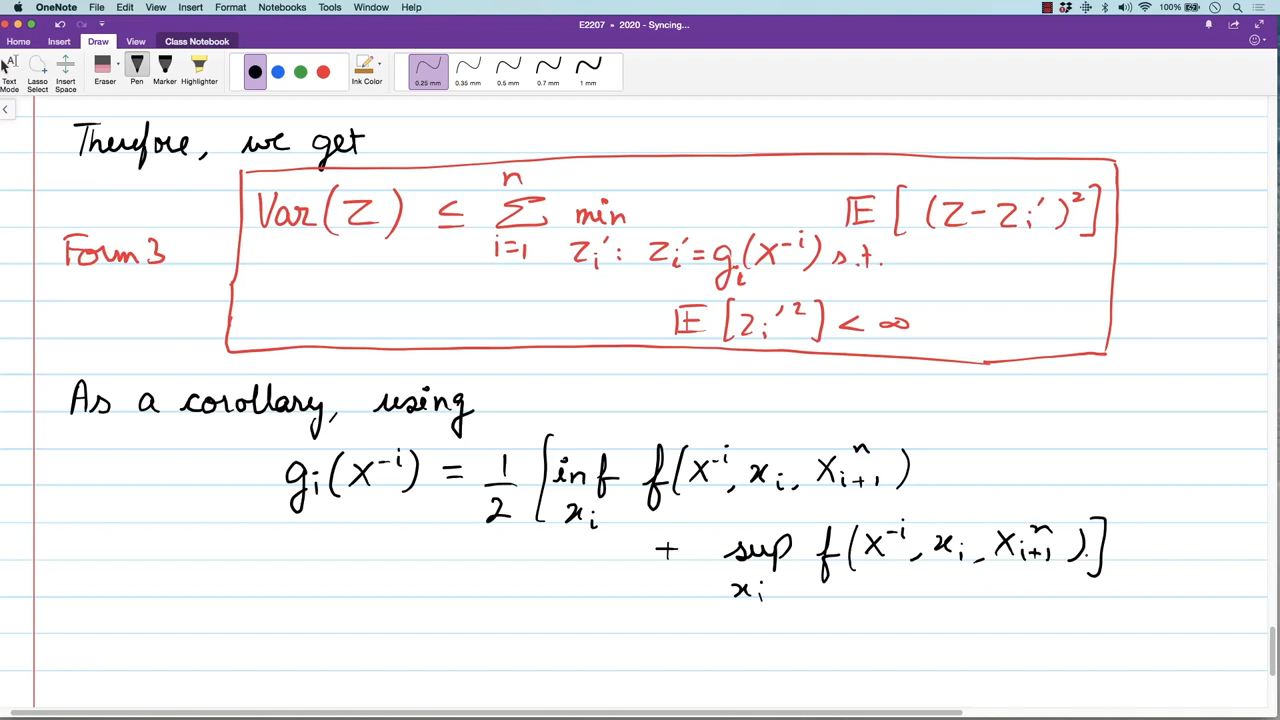 OneNote File Edit View Insert Format Notebooks Tools Window Help 100%
E2207 • 2020 - Syncing...
Home Insert Draw View Class Notebook
Text Mode Lasso Select Insert Space Eraser Pen Marker Highlighter Ink Color 0.25 mm 0.35 mm 0.5 mm 0.7 mm 1 mm
Therefore, we get
Var(Z) ≤ ∑_{i=1}^{n} min_{Z_i': Z_i' = g_i(X^{-i}) s.t. 𝔼[Z_i'^2] < ∞} 𝔼[(Z - Z_i')^2]
Form 3
As a corollary, using
g_i(X^{-i}) = 1/2 [inf_{x_i} f(X^{-i}, x_i, X_{i+1}^n)
+ sup_{x_i} f(X^{-i}, x_i, X_{i+1}^n).]